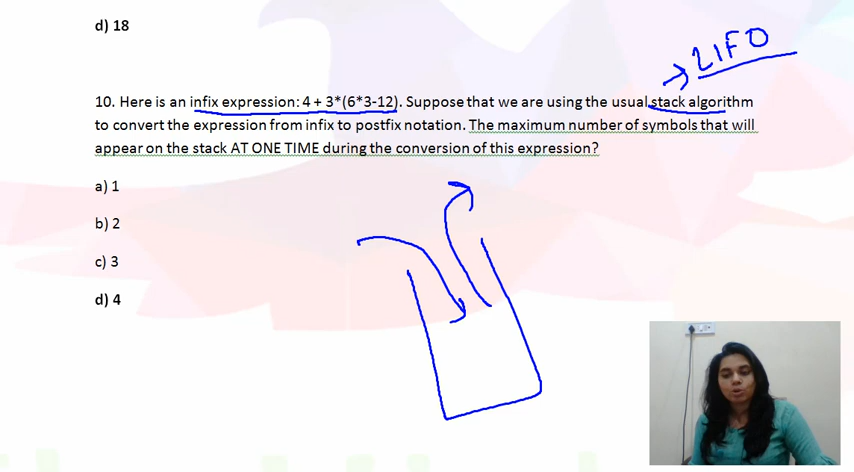 d) 18
→ LIFO
10. Here is an infix expression: 4 + 3*(6*3-12). Suppose that we are using the usual stack algorithm
to convert the expression from infix to postfix notation. The maximum number of symbols that will
appear on the stack AT ONE TIME during the conversion of this expression?
a) 1
b) 2
c) 3
d) 4